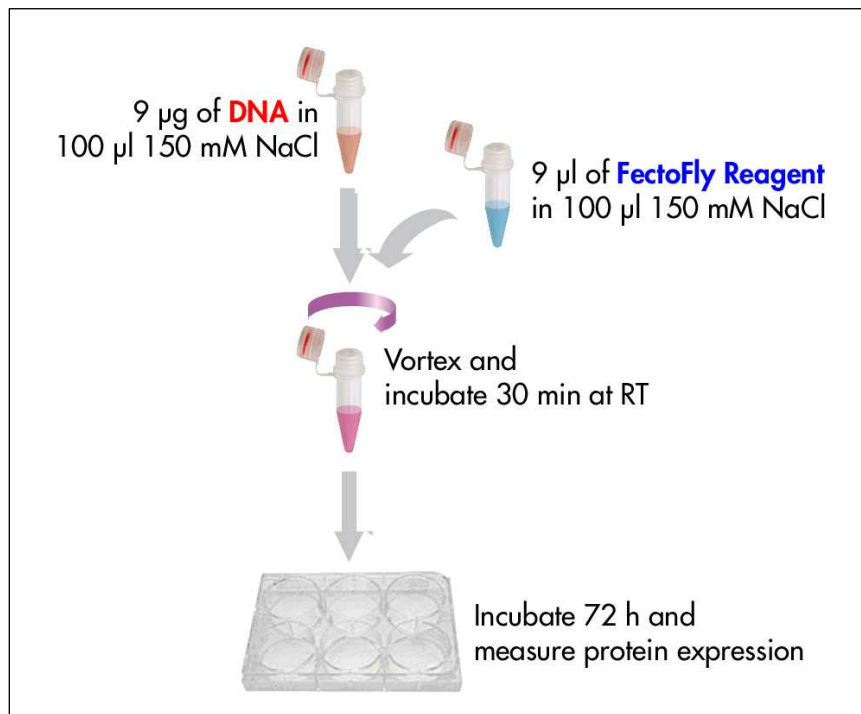 9 µg of DNA in
100 µl 150 mM NaCl
9 µl of FectoFly Reagent
in 100 µl 150 mM NaCl
Vortex and
incubate 30 min at RT
Incubate 72 h and
measure protein expression